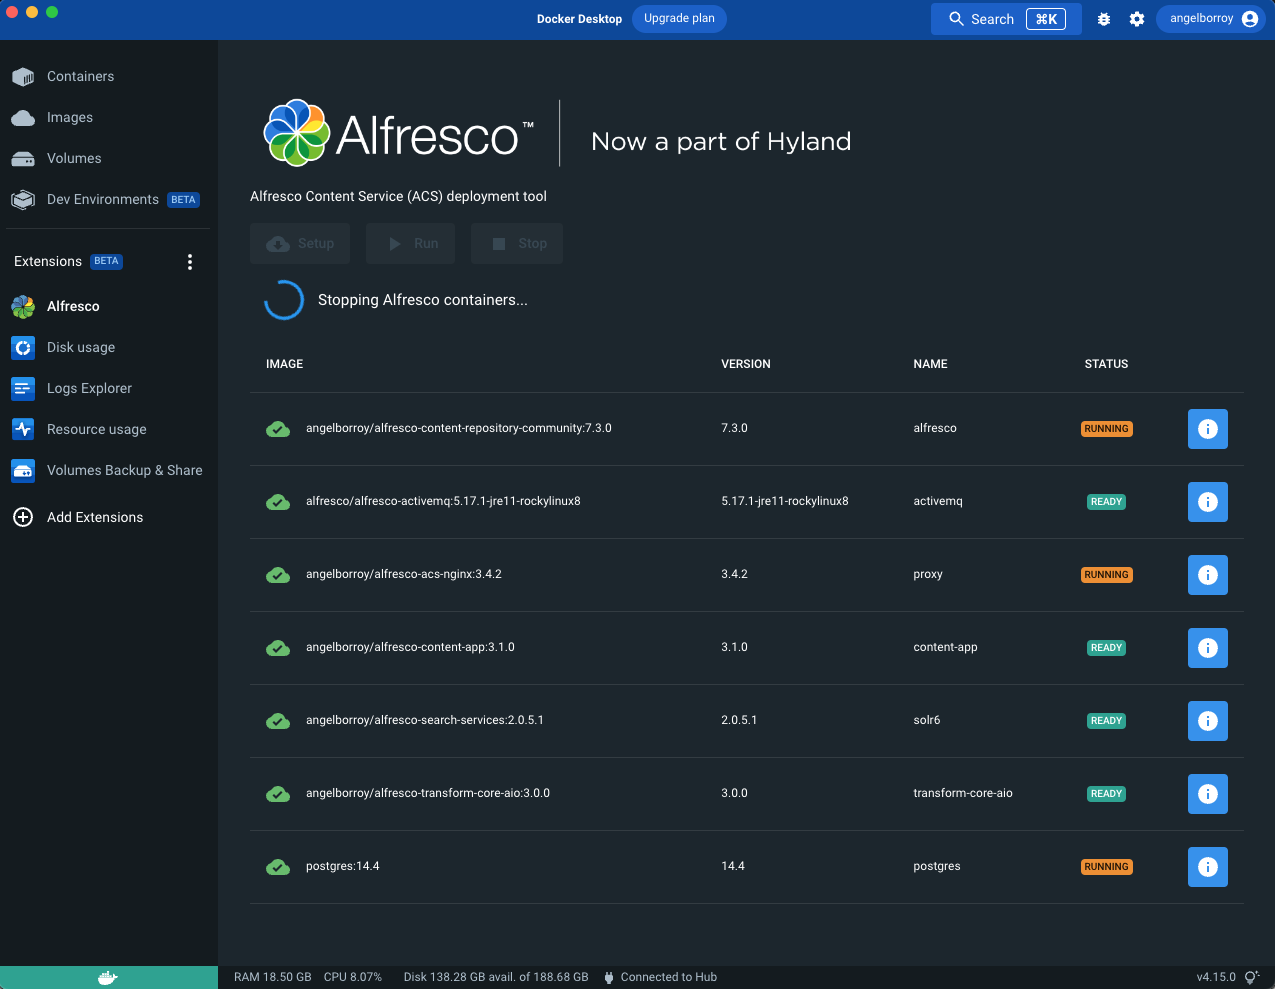 Docker Desktop
Upgrade plan
Search
⌘K
angelborroy
Containers
Images
Volumes
Dev Environments BETA
Extensions BETA
Alfresco
Disk usage
Logs Explorer
Resource usage
Volumes Backup & Share
Add Extensions
Alfresco™
Now a part of Hyland
Alfresco Content Service (ACS) deployment tool
Setup Run Stop
Stopping Alfresco containers...
IMAGE VERSION NAME STATUS
angelborroy/alfresco-content-repository-community:7.3.0 7.3.0 alfresco RUNNING
alfresco/alfresco-activemq:5.17.1-jre11-rockylinux8 5.17.1-jre11-rockylinux8 activemq READY
angelborroy/alfresco-acs-nginx:3.4.2 3.4.2 proxy RUNNING
angelborroy/alfresco-content-app:3.1.0 3.1.0 content-app READY
angelborroy/alfresco-search-services:2.0.5.1 2.0.5.1 solr6 READY
angelborroy/alfresco-transform-core-aio:3.0.0 3.0.0 transform-core-aio READY
postgres:14.4 14.4 postgres RUNNING
RAM 18.50 GB CPU 8.07% Disk 138.28 GB avail. of 188.68 GB Connected to Hub v4.15.0